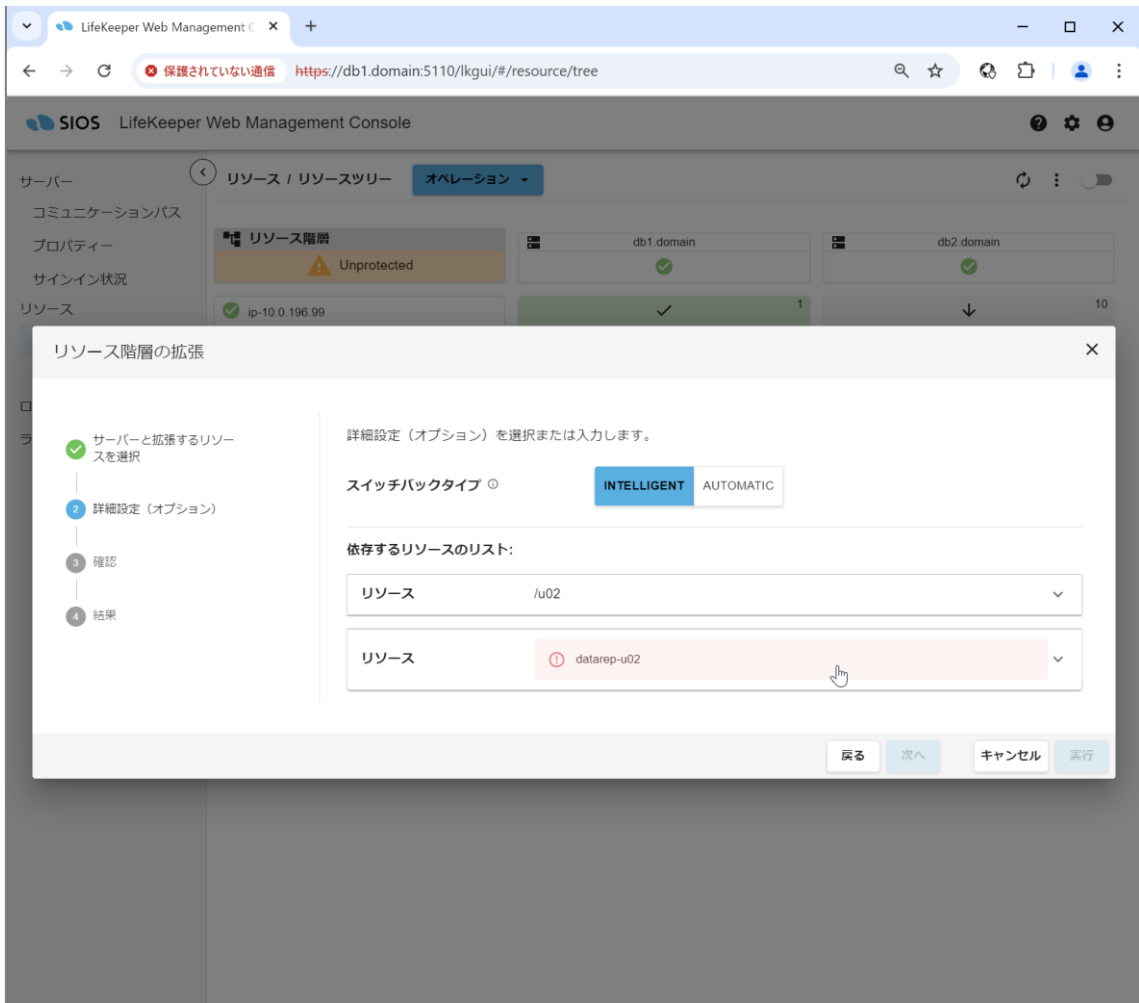 LifeKeeper Web Management C
保護されていない通信 https://db1.domain:5110/lkgui/#/resource/tree
SIOS LifeKeeper Web Management Console
サーバー
コミュニケーションパス
プロパティー
サインイン状況
リソース
リソース / リソースツリー オペレーション
リソース階層 db1.domain db2.domain
Unprotected
ip-10.0.196.99 1 10
ロ
ラ
リソース階層の拡張
サーバーと拡張するリソー
スを選択
2 詳細設定（オプション）
3 確認
4 結果
詳細設定（オプション）を選択または入力します。
スイッチバックタイプ INTELLIGENT AUTOMATIC
依存するリソースのリスト:
リソース /u02
リソース datarep-u02
戻る 次へ キャンセル 実行